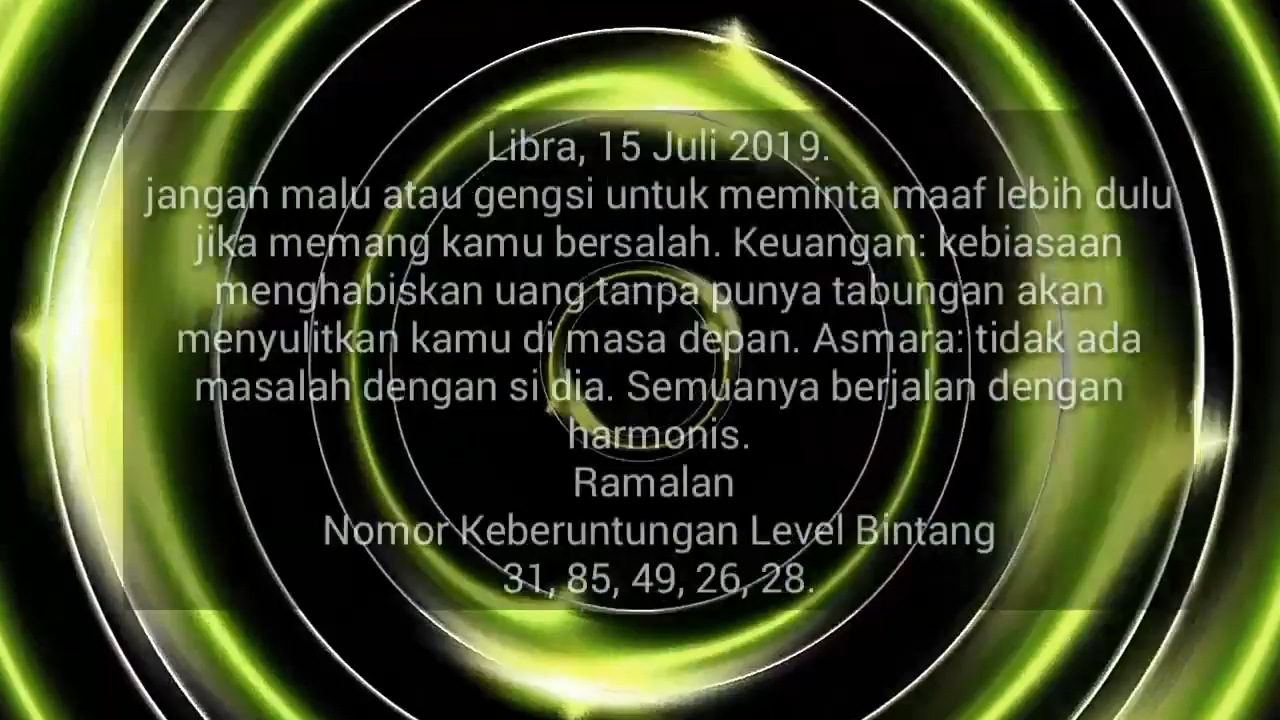 Libra, 15 Juli 2019.
jangan malu atau gengsi untuk meminta maaf lebih dulu
jika memang kamu bersalah. Keuangan: kebiasaan
menghabiskan uang tanpa punya tabungan akan
menyulitkan kamu di masa depan. Asmara: tidak ada
masalah dengan si dia. Semuanya berjalan dengan
harmonis.
Ramalan
Nomor Keberuntungan Level Bintang
31, 85, 49, 26, 28.